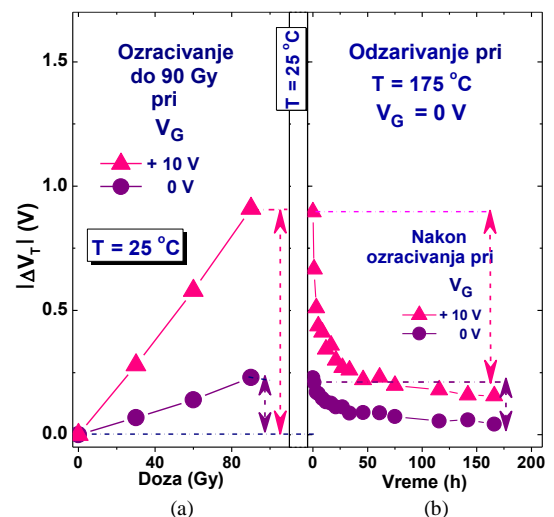 |ΔV_T| (V)
1.5
1.0
0.5
0.0
Ozracivanje
do 90 Gy
pri
V_G
+ 10 V
0 V
T = 25 °C
0
40
80
Doza (Gy)
(a)
T = 25 °C
Odzarivanje pri
T = 175 °C
V_G = 0 V
Nakon
ozracivanja pri
V_G
+ 10 V
0 V
0
50
100
150
200
Vreme (h)
(b)